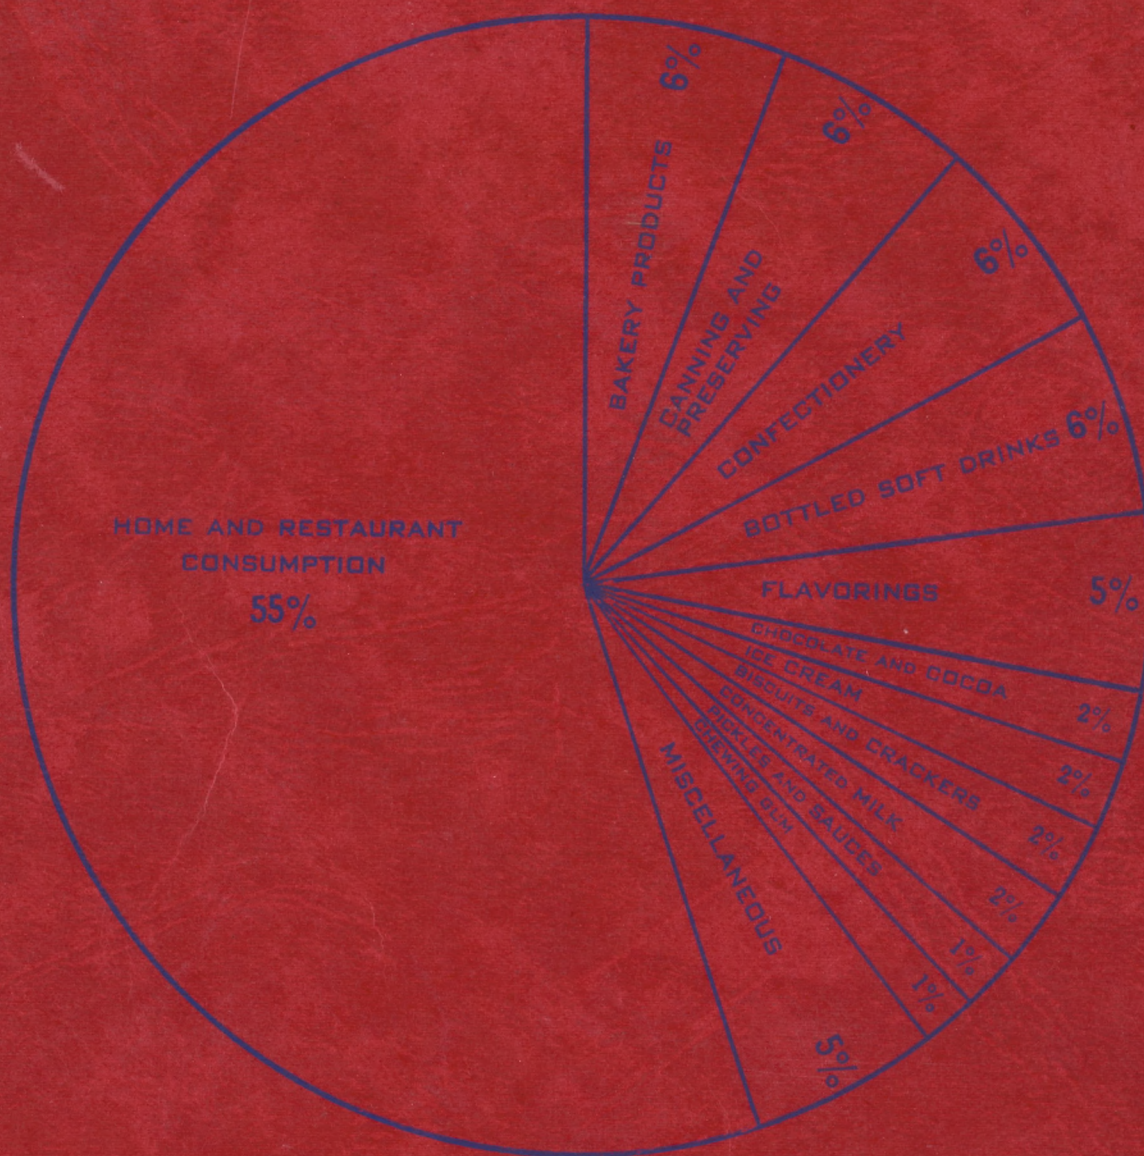 BAKERY PRODUCTS 6%
CANNING AND
PRESERVING
6%
CONFECTIONERY
6%
BOTTLED SOFT DRINKS 6%
FLAVORINGS 5%
CHOCOLATE AND COCOA 2%
ICE CREAM 2%
BISCUITS AND CRACKERS 2%
CONCENTRATED MILK 2%
PICKLES AND SAUCES 1%
CHEWING GUM 1%
MISCELLANEOUS 5%
HOME AND RESTAURANT
CONSUMPTION
55%